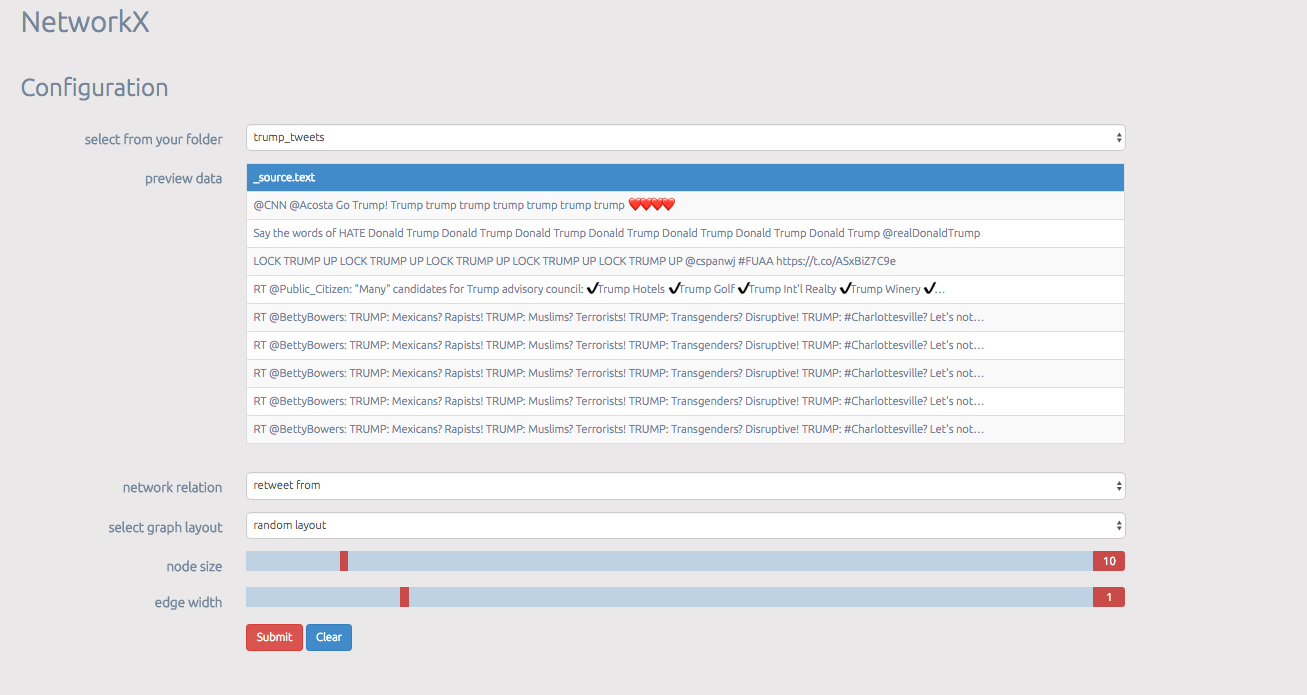 NetworkX
Configuration
select from your folder
trump_tweets
preview data
_source.text
@CNN @Acosta Go Trump! Trump trump trump trump trump trump trump ❤️❤️❤️❤️
Say the words of HATE Donald Trump Donald Trump Donald Trump Donald Trump Donald Trump Donald Trump Donald Trump @realDonaldTrump
LOCK TRUMP UP LOCK TRUMP UP LOCK TRUMP UP LOCK TRUMP UP LOCK TRUMP UP @cspanwj #FUAA https://t.co/ASxBiZ7C9e
RT @Public_Citizen: "Many" candidates for Trump advisory council: ✔Trump Hotels ✔Trump Golf ✔Trump Int'l Realty ✔Trump Winery ✔…
RT @BettyBowers: TRUMP: Mexicans? Rapists! TRUMP: Muslims? Terrorists! TRUMP: Transgenders? Disruptive! TRUMP: #Charlottesville? Let's not…
RT @BettyBowers: TRUMP: Mexicans? Rapists! TRUMP: Muslims? Terrorists! TRUMP: Transgenders? Disruptive! TRUMP: #Charlottesville? Let's not…
RT @BettyBowers: TRUMP: Mexicans? Rapists! TRUMP: Muslims? Terrorists! TRUMP: Transgenders? Disruptive! TRUMP: #Charlottesville? Let's not…
RT @BettyBowers: TRUMP: Mexicans? Rapists! TRUMP: Muslims? Terrorists! TRUMP: Transgenders? Disruptive! TRUMP: #Charlottesville? Let's not…
RT @BettyBowers: TRUMP: Mexicans? Rapists! TRUMP: Muslims? Terrorists! TRUMP: Transgenders? Disruptive! TRUMP: #Charlottesville? Let's not…
network relation
retweet from
select graph layout
random layout
node size
10
edge width
1
Submit
Clear